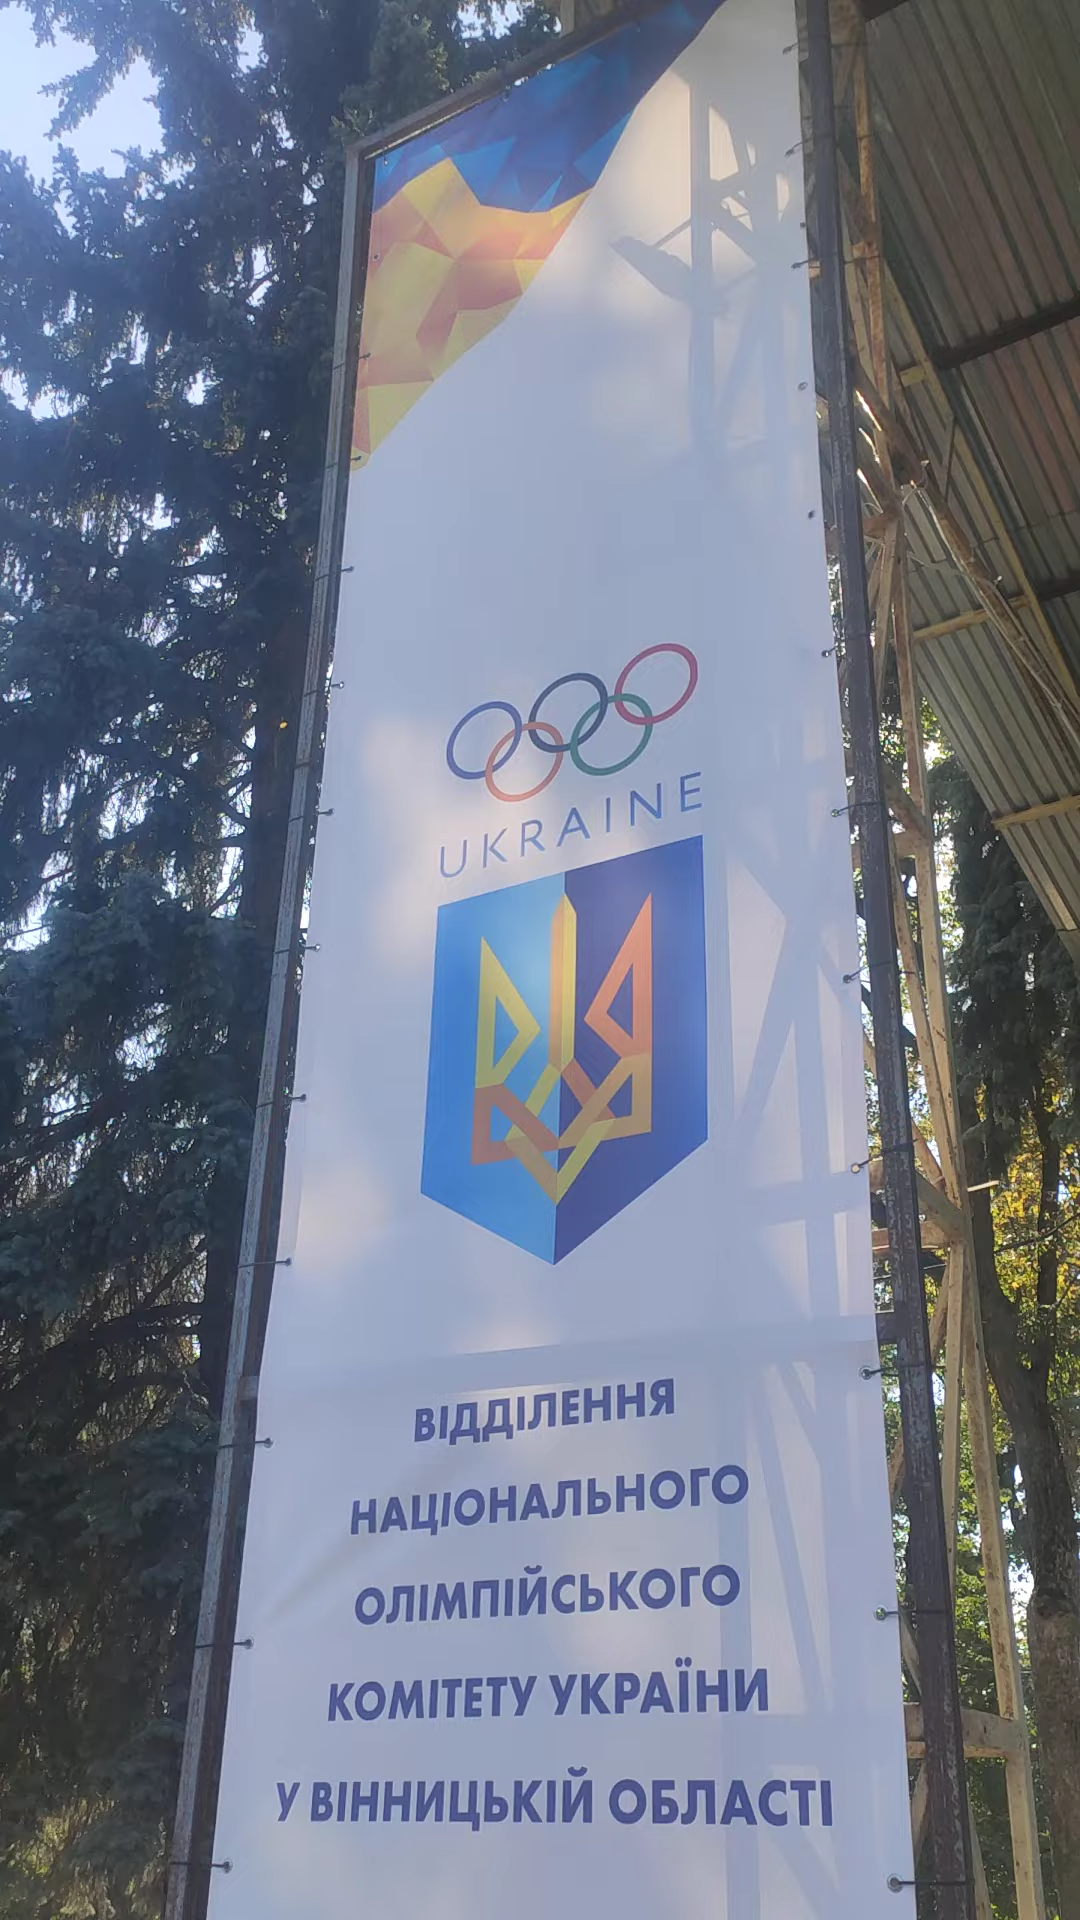 UKRAINE
ВІДДІЛЕННЯ
НАЦІОНАЛЬНОГО
ОЛІМПІЙСЬКОГО
КОМІТЕТУ УКРАЇНИ
У ВІННИЦЬКІЙ ОБЛАСТІ